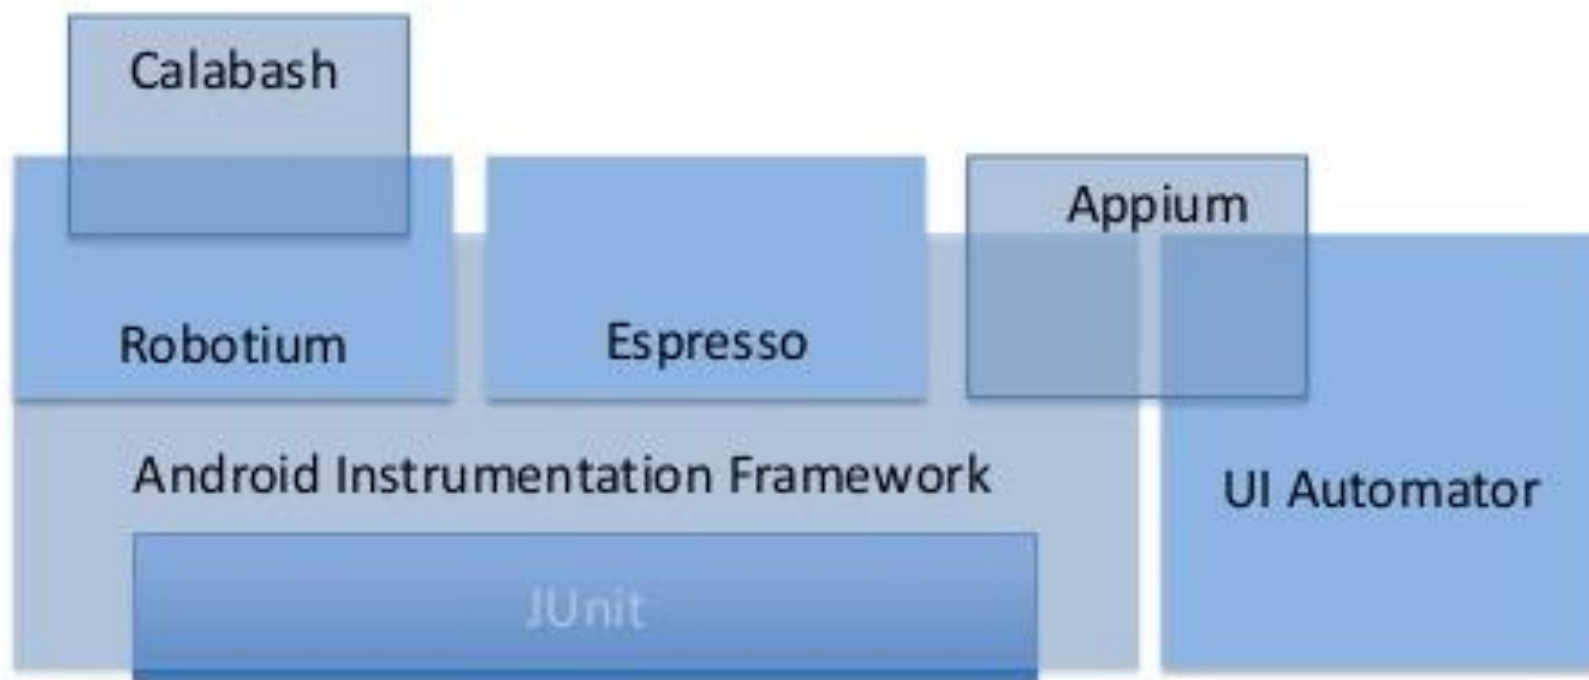 Calabash
Appium
Robotium
Espresso
Android Instrumentation Framework
UI Automator
JUnit